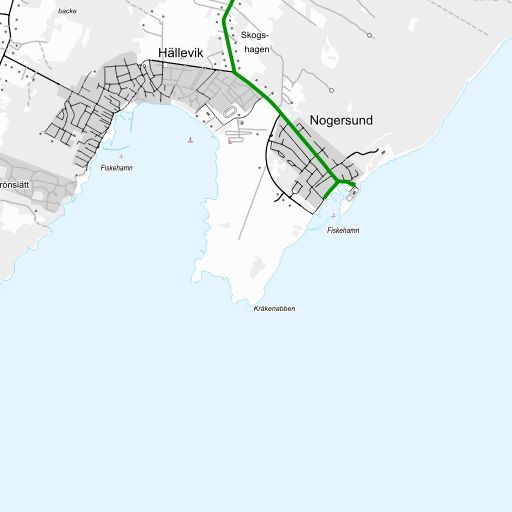 backe
Skogs-
hagen
Hällevik
Nogersund
Fiskehamn
rönslätt
Fiskehamn
Kråkenabben